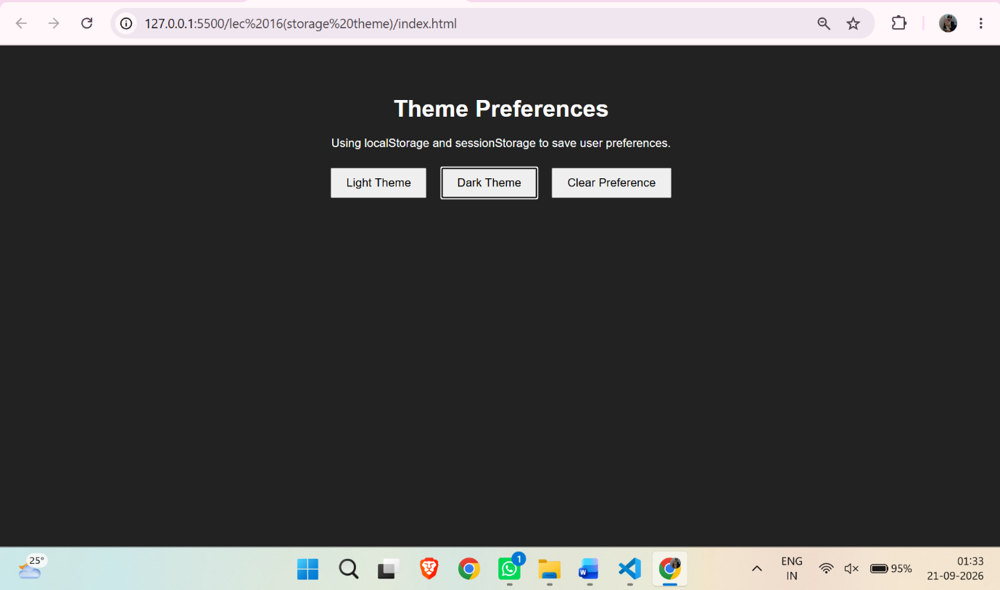 127.0.0.1:5500/lec%2016(storage%20theme)/index.html
Theme Preferences
Using localStorage and sessionStorage to save user preferences.
Light Theme
Dark Theme
Clear Preference
25°
W
1
ENG
IN
95%
01:33
21-09-2026